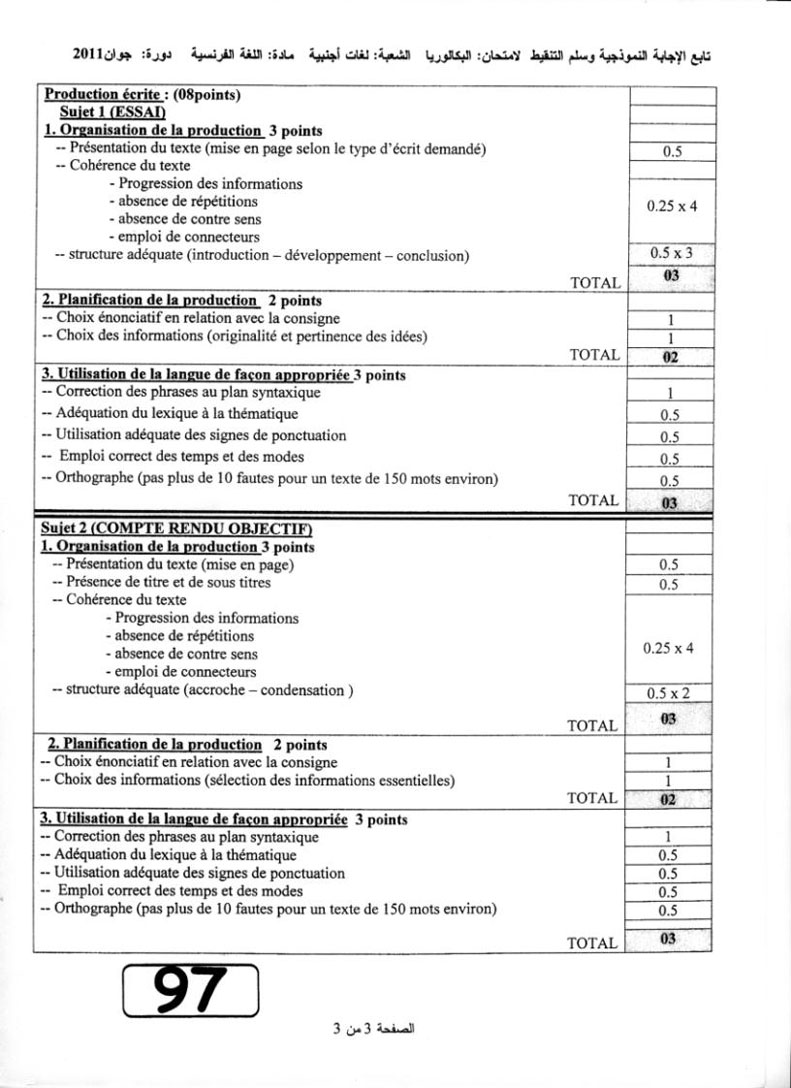 تابع الإجابة النموذجية وسلم التنقيط لامتحان: البكالوريا الشعبة: لغات أجنبية مادة: اللغة الفرنسية دورة: جوان2011
Production écrite : (08points)
Sujet 1 (ESSAI)
1. Organisation de la production 3 points
-- Présentation du texte (mise en page selon le type d'écrit demandé) 0.5
-- Cohérence du texte
- Progression des informations
- absence de répétitions
- absence de contre sens
- emploi de connecteurs
0.25 x 4
-- structure adéquate (introduction – développement – conclusion) 0.5 x 3
TOTAL 03
2. Planification de la production 2 points
-- Choix énonciatif en relation avec la consigne 1
-- Choix des informations (originalité et pertinence des idées) 1
TOTAL 02
3. Utilisation de la langue de façon appropriée 3 points
-- Correction des phrases au plan syntaxique 1
-- Adéquation du lexique à la thématique 0.5
-- Utilisation adéquate des signes de ponctuation 0.5
-- Emploi correct des temps et des modes 0.5
-- Orthographe (pas plus de 10 fautes pour un texte de 150 mots environ) 0.5
TOTAL 03
Sujet 2 (COMPTE RENDU OBJECTIF)
1. Organisation de la production 3 points
-- Présentation du texte (mise en page) 0.5
-- Présence de titre et de sous titres 0.5
-- Cohérence du texte
- Progression des informations
- absence de répétitions
- absence de contre sens
- emploi de connecteurs
0.25 x 4
-- structure adéquate (accroche – condensation ) 0.5 x 2
TOTAL 03
2. Planification de la production 2 points
-- Choix énonciatif en relation avec la consigne 1
-- Choix des informations (sélection des informations essentielles) 1
TOTAL 02
3. Utilisation de la langue de façon appropriée 3 points
-- Correction des phrases au plan syntaxique 1
-- Adéquation du lexique à la thématique 0.5
-- Utilisation adéquate des signes de ponctuation 0.5
-- Emploi correct des temps et des modes 0.5
-- Orthographe (pas plus de 10 fautes pour un texte de 150 mots environ) 0.5
TOTAL 03
97
الصفحة 3 من 3